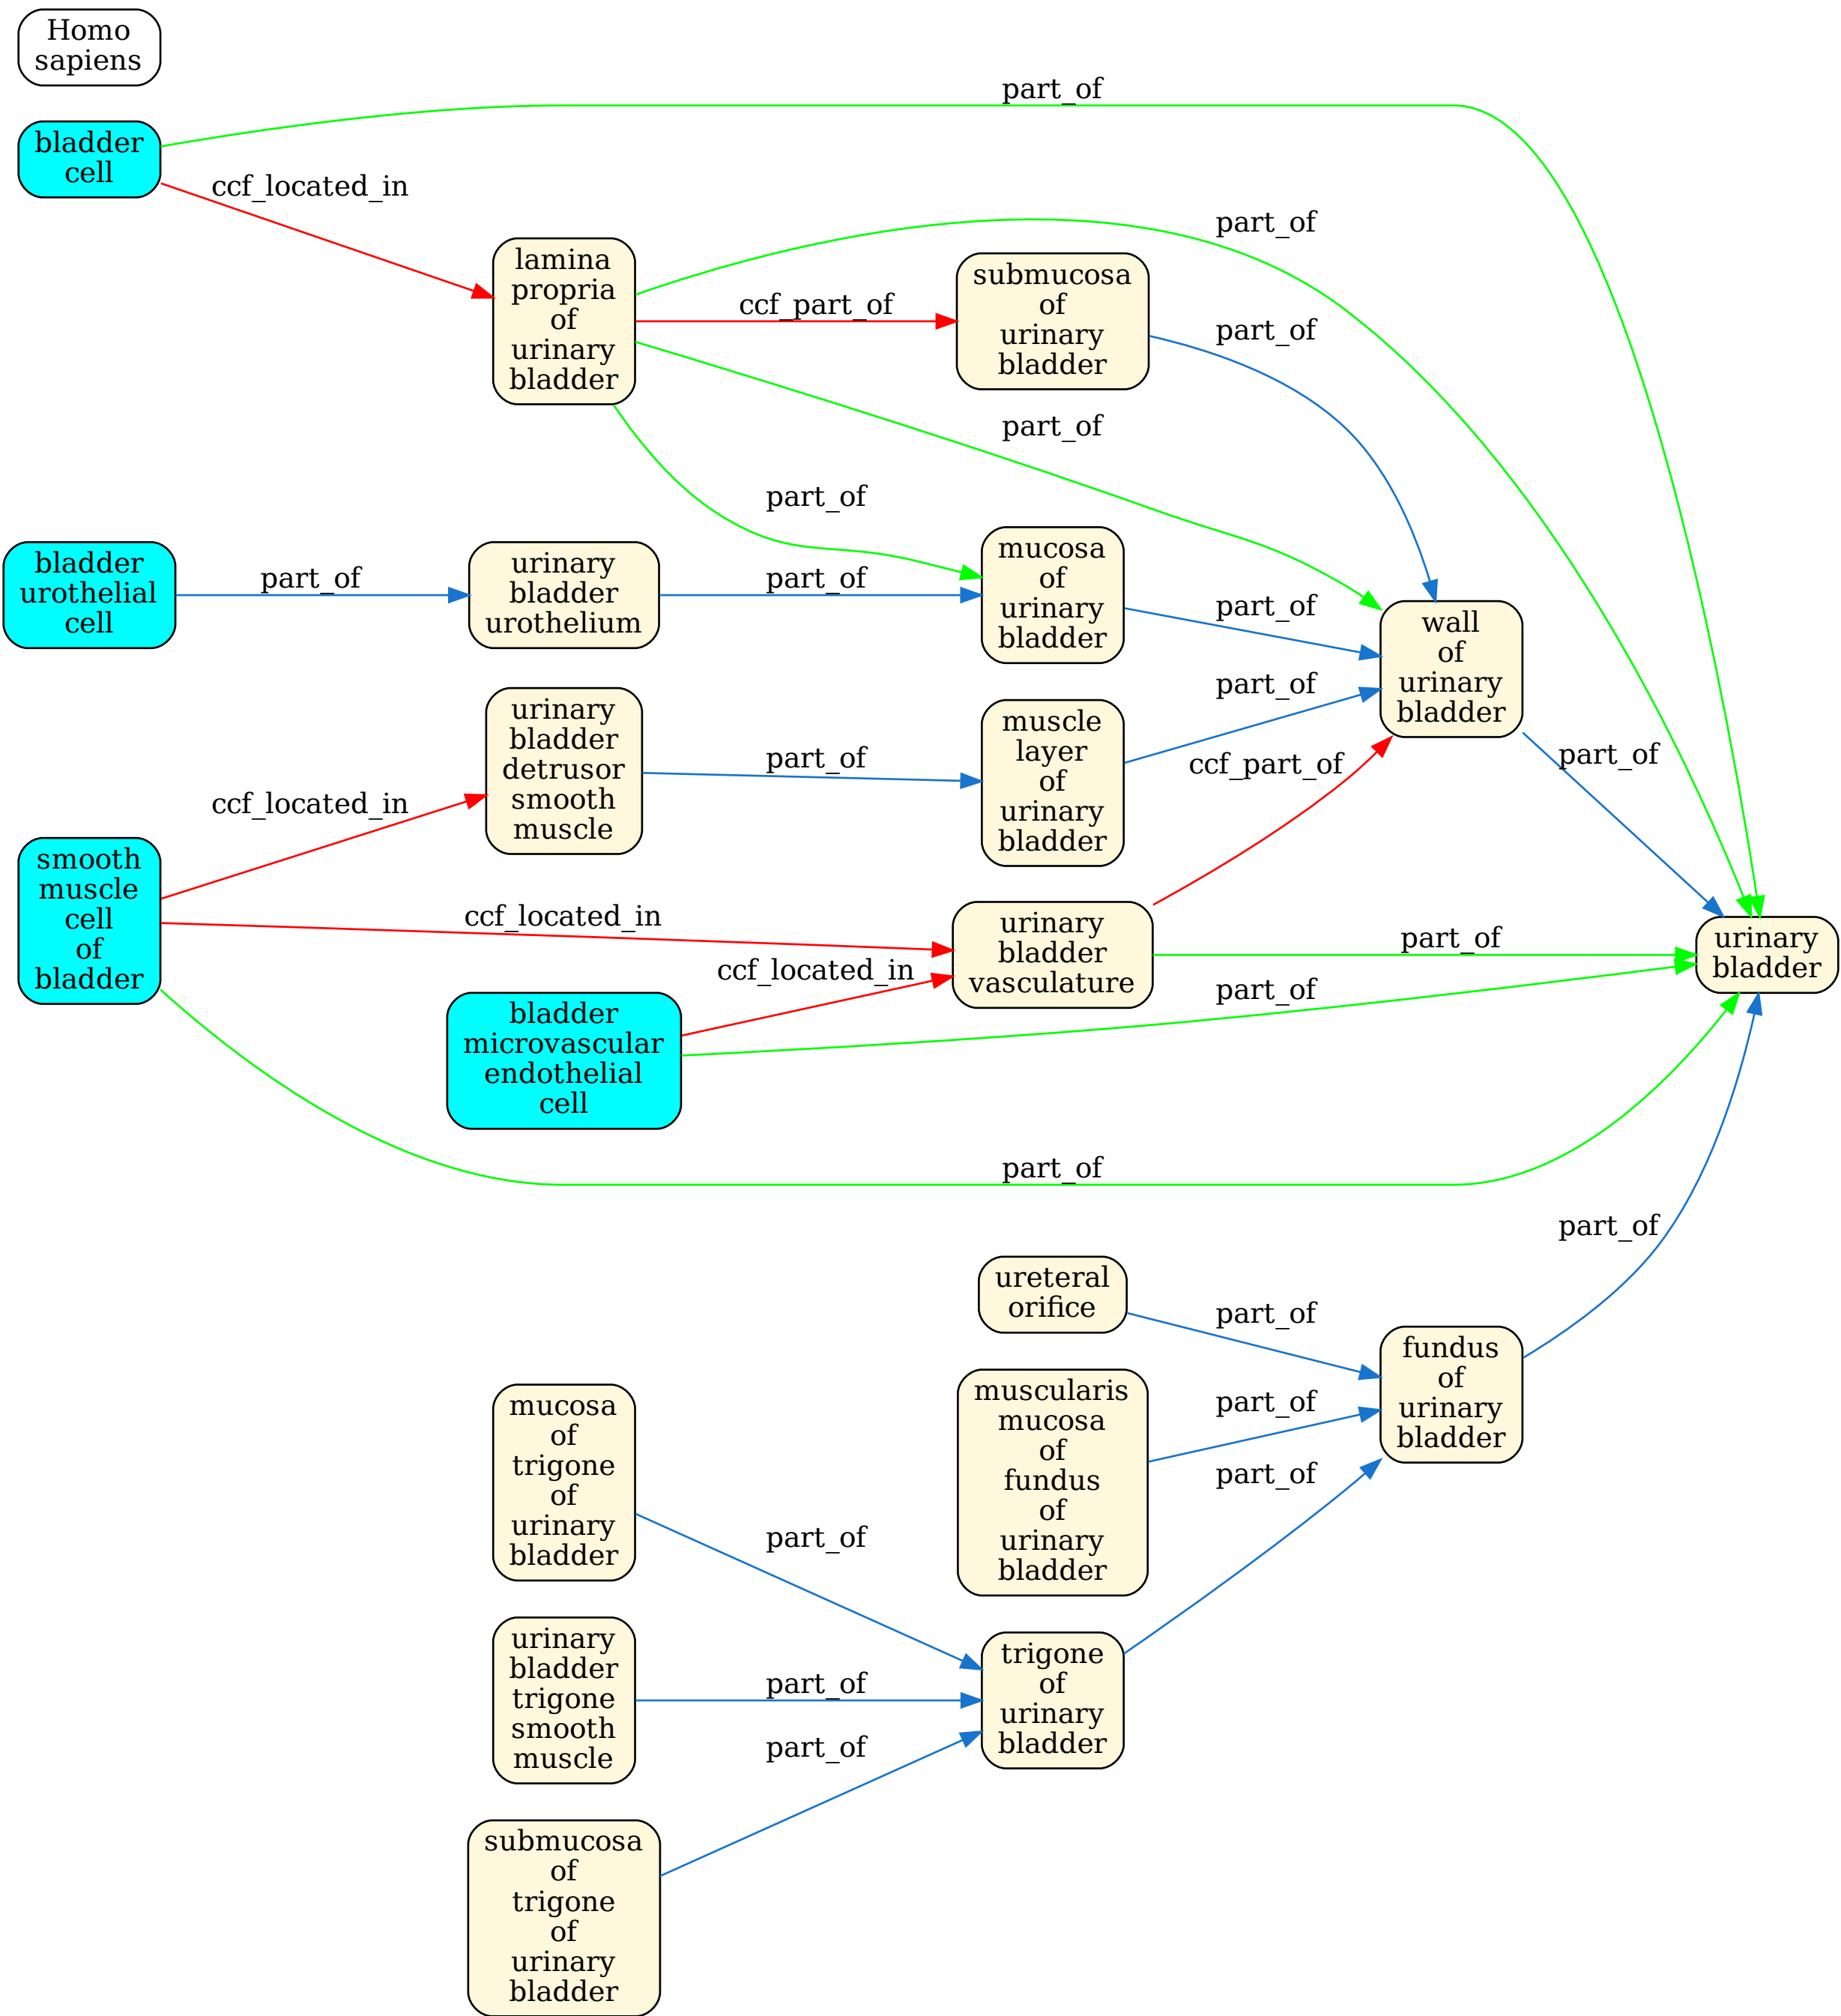 Homo
sapiens
part_of
bladder
cell
ccf_located_in
part_of
lamina
propria
of
urinary
bladder
ccf_part_of
submucosa
of
urinary
bladder
part_of
part_of
part_of
bladder
urothelial
cell
part_of
urinary
bladder
urothelium
part_of
mucosa
of
urinary
bladder
part_of
wall
of
urinary
bladder
urinary
bladder
detrusor
smooth
muscle
part_of
muscle
layer
of
urinary
bladder
part_of
ccf_part_of
part_of
smooth
muscle
cell
of
bladder
ccf_located_in
ccf_located_in
urinary
bladder
vasculature
part_of
urinary
bladder
ccf_located_in
part_of
bladder
microvascular
endothelial
cell
part_of
part_of
ureteral
orifice
part_of
fundus
of
urinary
bladder
muscularis
mucosa
of
fundus
of
urinary
bladder
part_of
part_of
mucosa
of
trigone
of
urinary
bladder
part_of
urinary
bladder
trigone
smooth
muscle
part_of
trigone
of
urinary
bladder
part_of
submucosa
of
trigone
of
urinary
bladder